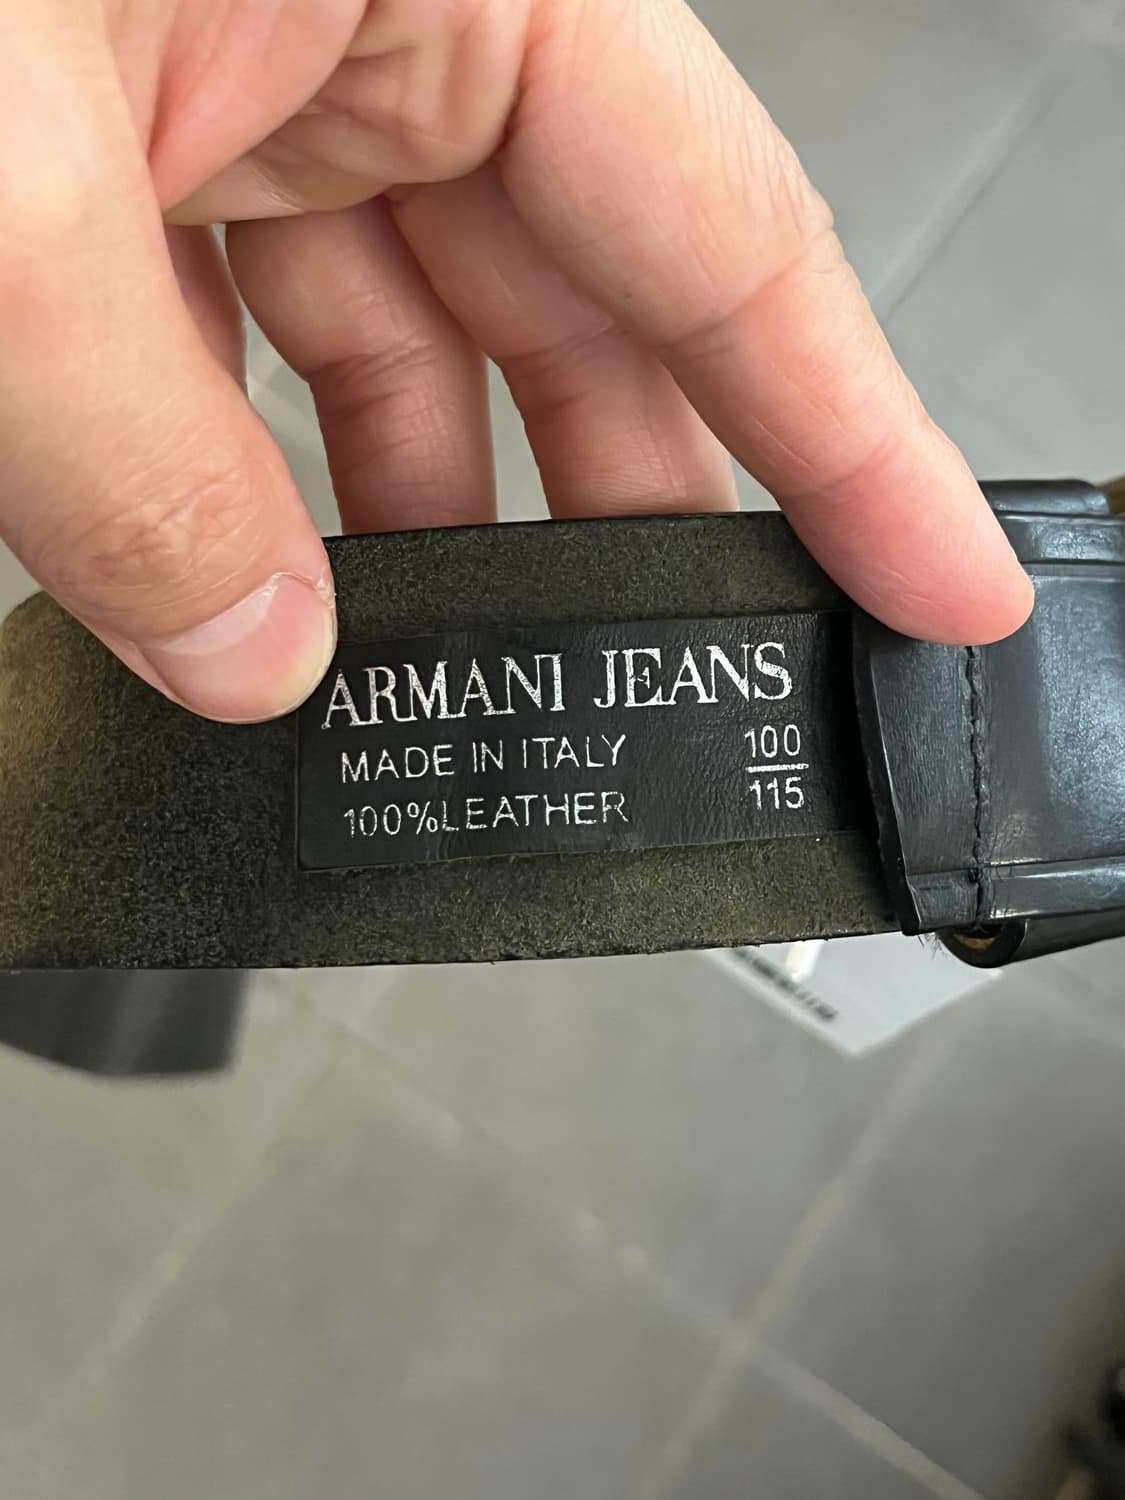 ARMANI JEANS
MADE IN ITALY
100%LEATHER
100
115